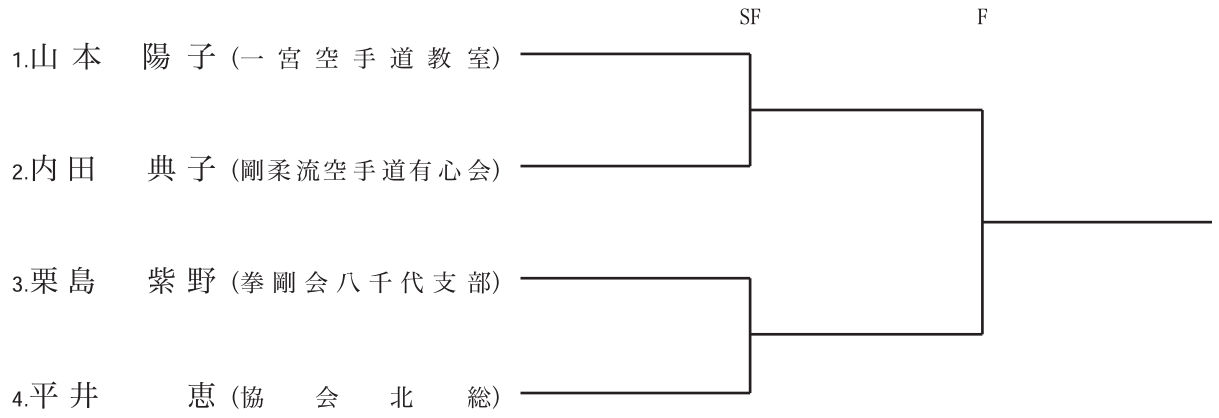 SF F
1.山本 陽子 (一宮空手道教室)
2.内田 典子 (剛柔流空手道有心会)
3.栗島 紫野 (拳剛会八千代支部)
4.平井 恵 (協会北総)